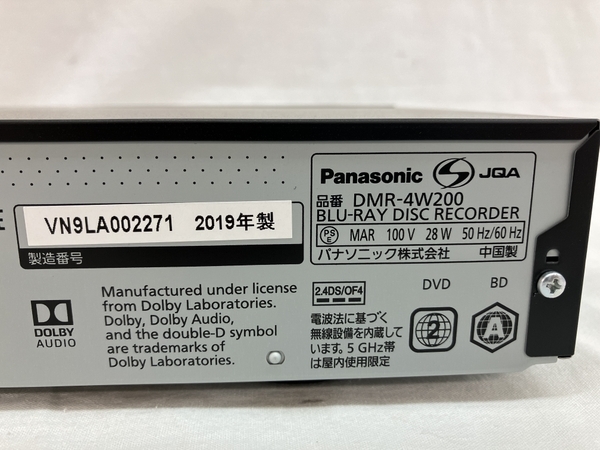 Panasonic JQA
品番 DMR-4W200
BLU-RAY DISC RECORDER
PSE MAR 100 V 28 W 50 Hz/60 Hz
パナソニック株式会社 中国製
VN9LA002271 2019年製
製造番号
DOLBY
AUDIO
Manufactured under license
from Dolby Laboratories.
Dolby, Dolby Audio,
and the double-D symbol
are trademarks of
Dolby Laboratories.
2.4DS/OF4
電波法に基づく
無線設備を内蔵して
います。5 GHz帯
は屋内使用限定
DVD
2
BD
A